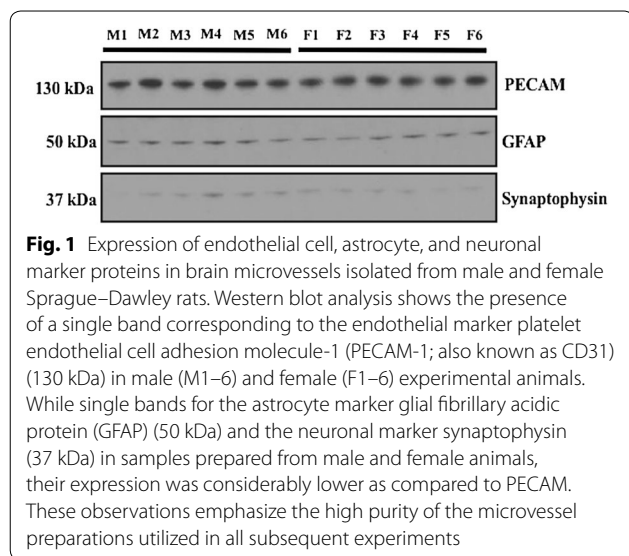 M1 M2 M3 M4 M5 M6 F1 F2 F3 F4 F5 F6
130 kDa PECAM
50 kDa GFAP
37 kDa Synaptophysin
Fig. 1 Expression of endothelial cell, astrocyte, and neuronal
marker proteins in brain microvessels isolated from male and female
Sprague–Dawley rats. Western blot analysis shows the presence
of a single band corresponding to the endothelial marker platelet
endothelial cell adhesion molecule-1 (PECAM-1; also known as CD31)
(130 kDa) in male (M1–6) and female (F1–6) experimental animals.
While single bands for the astrocyte marker glial fibrillary acidic
protein (GFAP) (50 kDa) and the neuronal marker synaptophysin
(37 kDa) in samples prepared from male and female animals,
their expression was considerably lower as compared to PECAM.
These observations emphasize the high purity of the microvessel
preparations utilized in all subsequent experiments